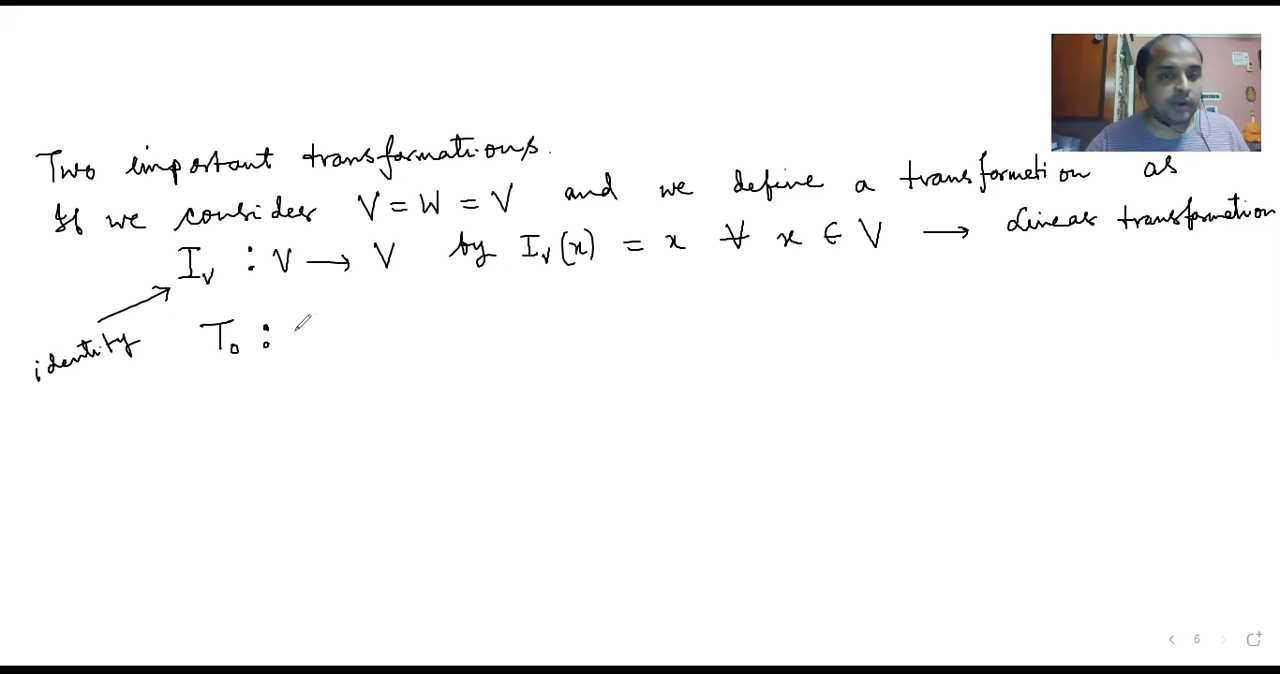 Two important transformations.
If we consider V = W = V and we define a transformation as
I_V : V → V by I_V(x) = x ∀ x ∈ V → Linear transformation
identity
T_0 :
6